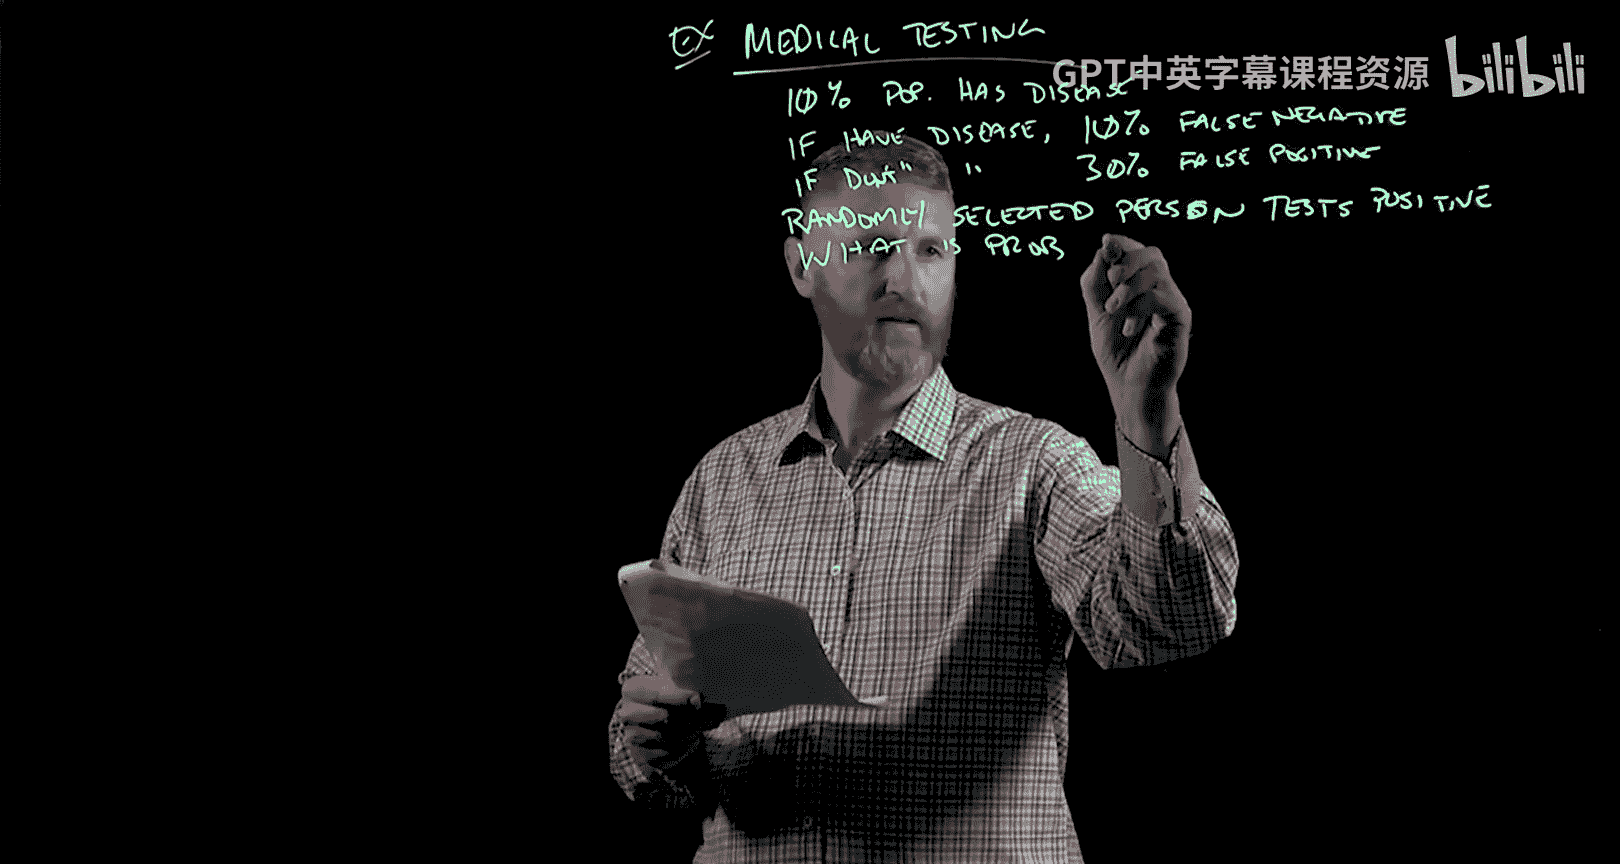 EX MEDICAL TESTING
GPT中英字幕课程资源 bilibili
10% POP. HAS DISEASE
IF HAVE DISEASE, 10% FALSE NEGATIVE
IF DON'T " " 30% FALSE POSITIVE
RANDOMLY SELECTED PERSON TESTS POSITIVE
WHAT IS PROB